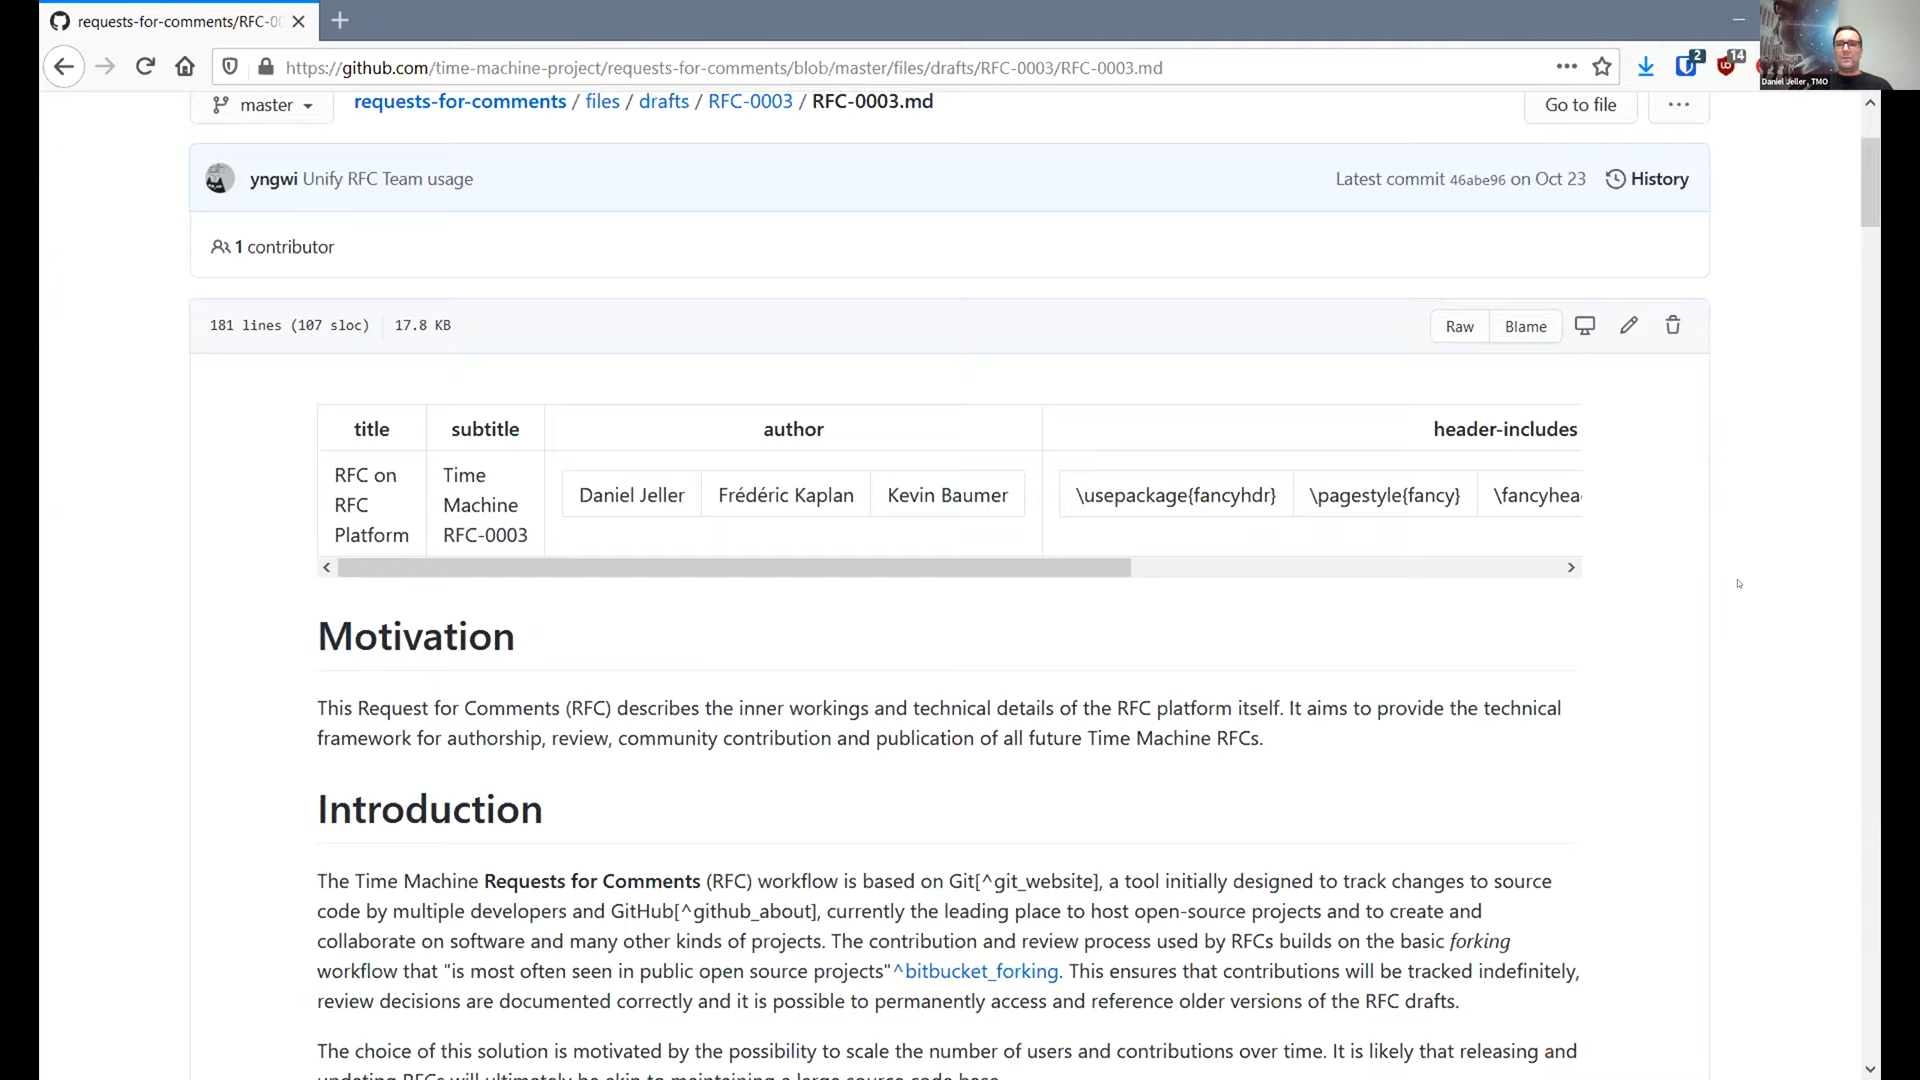 requests-for-comments/RFC-00
https://github.com/time-machine-project/requests-for-comments/blob/master/files/drafts/RFC-0003/RFC-0003.md
2
14
Daniel Jeller, TMO
master
requests-for-comments / files / drafts / RFC-0003 / RFC-0003.md
Go to file
yngwi Unify RFC Team usage
Latest commit 46abe96 on Oct 23
History
1 contributor
181 lines (107 sloc)
17.8 KB
Raw
Blame
title
subtitle
author
header-includes
RFC on
RFC
Platform
Time
Machine
RFC-0003
Daniel Jeller
Frédéric Kaplan
Kevin Baumer
\usepackage{fancyhdr}
\pagestyle{fancy}
\fancyhead
Motivation
This Request for Comments (RFC) describes the inner workings and technical details of the RFC platform itself. It aims to provide the technical
framework for authorship, review, community contribution and publication of all future Time Machine RFCs.
Introduction
The Time Machine Requests for Comments (RFC) workflow is based on Git[^git_website], a tool initially designed to track changes to source
code by multiple developers and GitHub[^github_about], currently the leading place to host open-source projects and to create and
collaborate on software and many other kinds of projects. The contribution and review process used by RFCs builds on the basic forking
workflow that "is most often seen in public open source projects"^bitbucket_forking. This ensures that contributions will be tracked indefinitely,
review decisions are documented correctly and it is possible to permanently access and reference older versions of the RFC drafts.
The choice of this solution is motivated by the possibility to scale the number of users and contributions over time. It is likely that releasing and
updating RFCs will ultimately be akin to maintaining a large source code base.